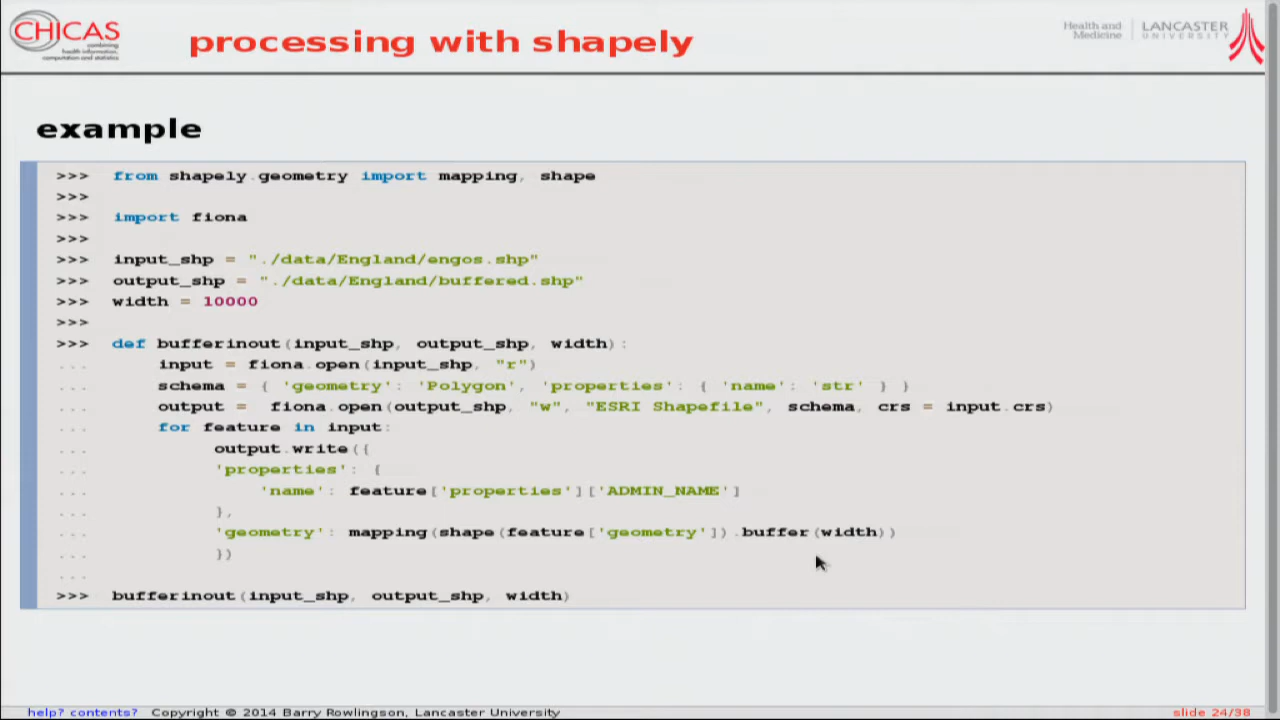 CHICAS
combining
health information,
computation and statistics
processing with shapely
Health and
Medicine
LANCASTER
UNIVERSITY
example
>>> from shapely.geometry import mapping, shape
>>>
>>> import fiona
>>>
>>> input_shp = "./data/England/engos.shp"
>>> output_shp = "./data/England/buffered.shp"
>>> width = 10000
>>>
>>> def bufferinout(input_shp, output_shp, width):
...     input = fiona.open(input_shp, "r")
...     schema = { 'geometry': 'Polygon', 'properties': { 'name': 'str' } }
...     output =  fiona.open(output_shp, "w", "ESRI Shapefile", schema, crs = input.crs)
...     for feature in input:
...          output.write({
...          'properties': {
...              'name': feature['properties']['ADMIN_NAME']
...          },
...          'geometry': mapping(shape(feature['geometry']).buffer(width))
...          })
...
>>> bufferinout(input_shp, output_shp, width)
help? contents? Copyright © 2014 Barry Rowlingson, Lancaster University
slide 24/38